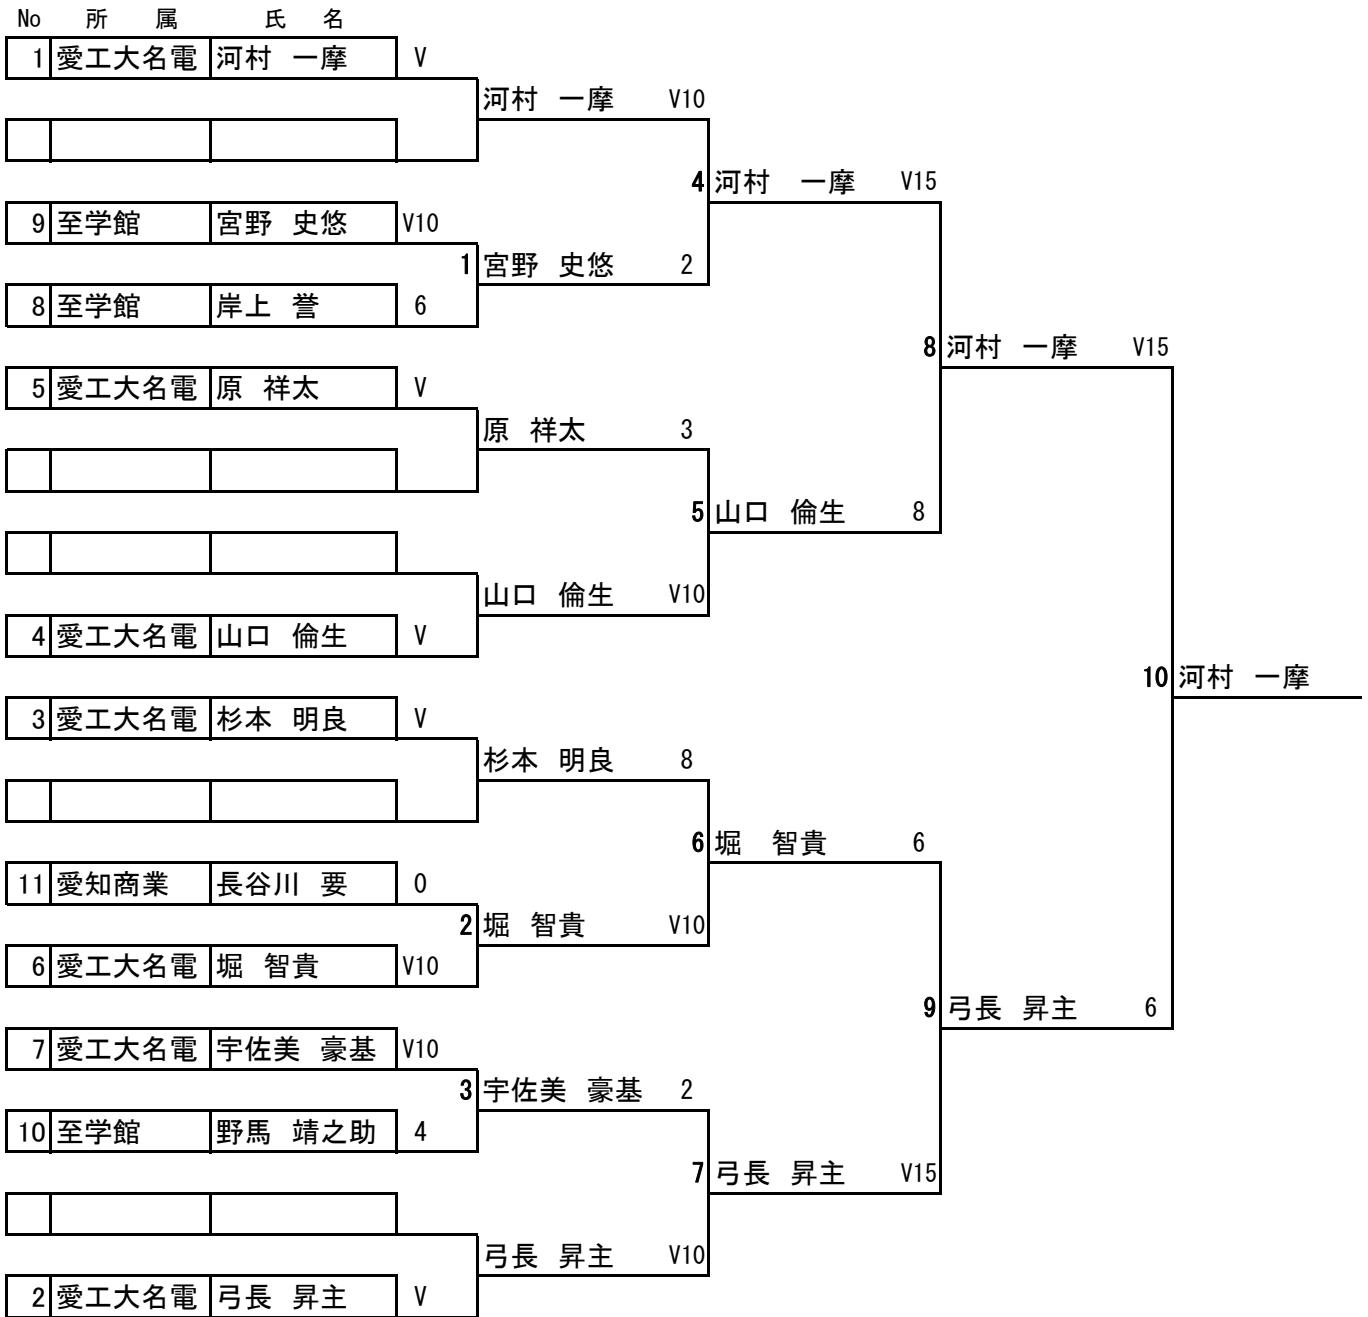 No 所 属 氏 名
1 愛工大名電 河村 一摩 V
河村 一摩 V10
4 河村 一摩 V15
9 至学館 宮野 史悠 V10
1 宮野 史悠 2
8 至学館 岸上 誉 6
8 河村 一摩 V15
5 愛工大名電 原 祥太 V
原 祥太 3
5 山口 倫生 8
山口 倫生 V10
4 愛工大名電 山口 倫生 V
10 河村 一摩
3 愛工大名電 杉本 明良 V
杉本 明良 8
6 堀 智貴 6
11 愛知商業 長谷川 要 0
2 堀 智貴 V10
6 愛工大名電 堀 智貴 V10
9 弓長 昇主 6
7 愛工大名電 宇佐美 豪基 V10
3 宇佐美 豪基 2
10 至学館 野馬 靖之助 4
7 弓長 昇主 V15
弓長 昇主 V10
2 愛工大名電 弓長 昇主 V